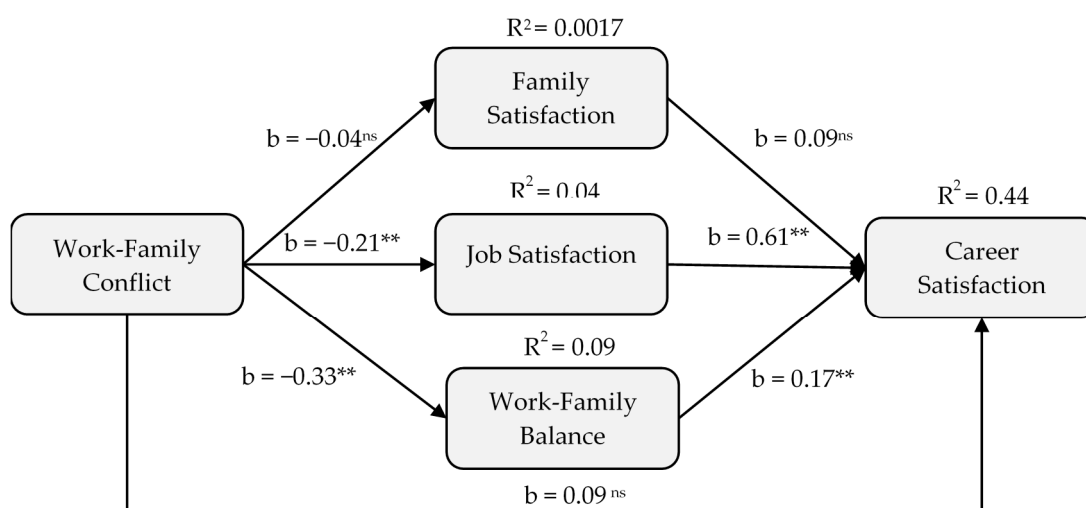 R² = 0.0017
Family
Satisfaction
b = −0.04ⁿˢ
b = 0.09ⁿˢ
R² = 0.04
R² = 0.44
Work-Family
Conflict
b = −0.21**
Job Satisfaction
b = 0.61**
Career
Satisfaction
R² = 0.09
b = −0.33**
Work-Family
Balance
b = 0.17**
b = 0.09 ⁿˢ